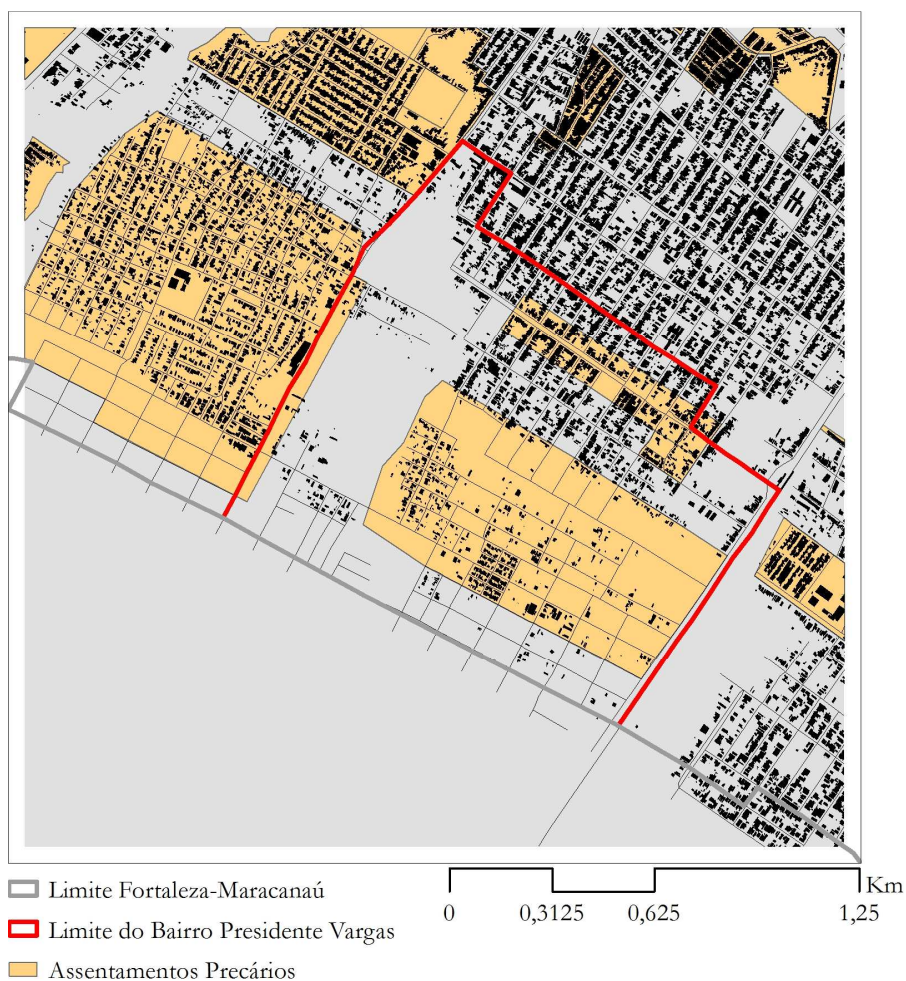 Limite Fortaleza-Maracanaú
Limite do Bairro Presidente Vargas
Assentamentos Precários
Km
0 0,3125 0,625 1,25